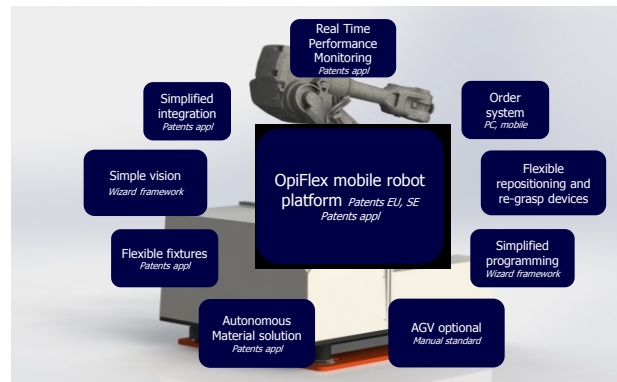 Real Time
Performance
Monitoring
Patents appl
Simplified
integration
Patents appl
Order
system
PC, mobile
Simple vision
Wizard framework
OpiFlex mobile robot
platform Patents EU, SE
Patents appl
Flexible
repositioning and
re-grasp devices
Flexible fixtures
Patents appl
Simplified
programming
Wizard framework
Autonomous
Material solution
Patents appl
AGV optional
Manual standard